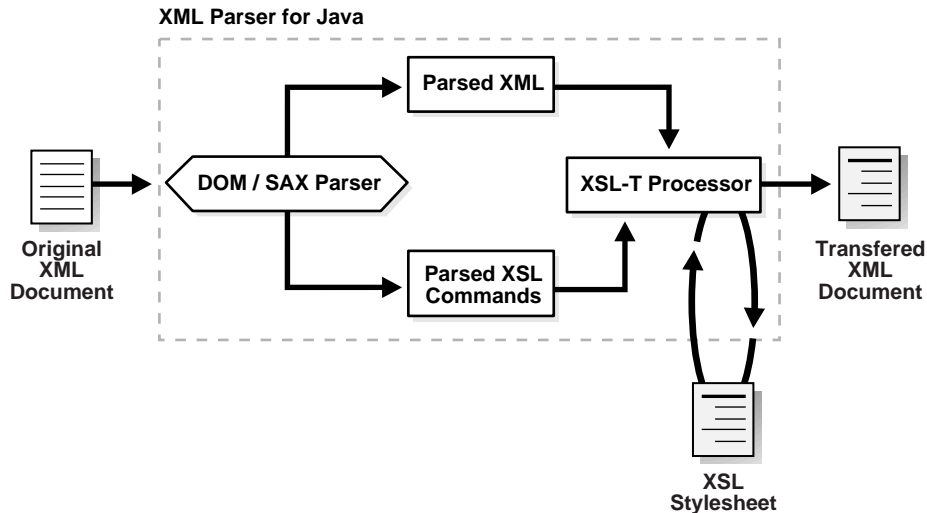 XML Parser for Java
Parsed XML
DOM / SAX Parser
XSL-T Processor
Original
XML
Document
Parsed XSL
Commands
Transfered
XML
Document
XSL
Stylesheet